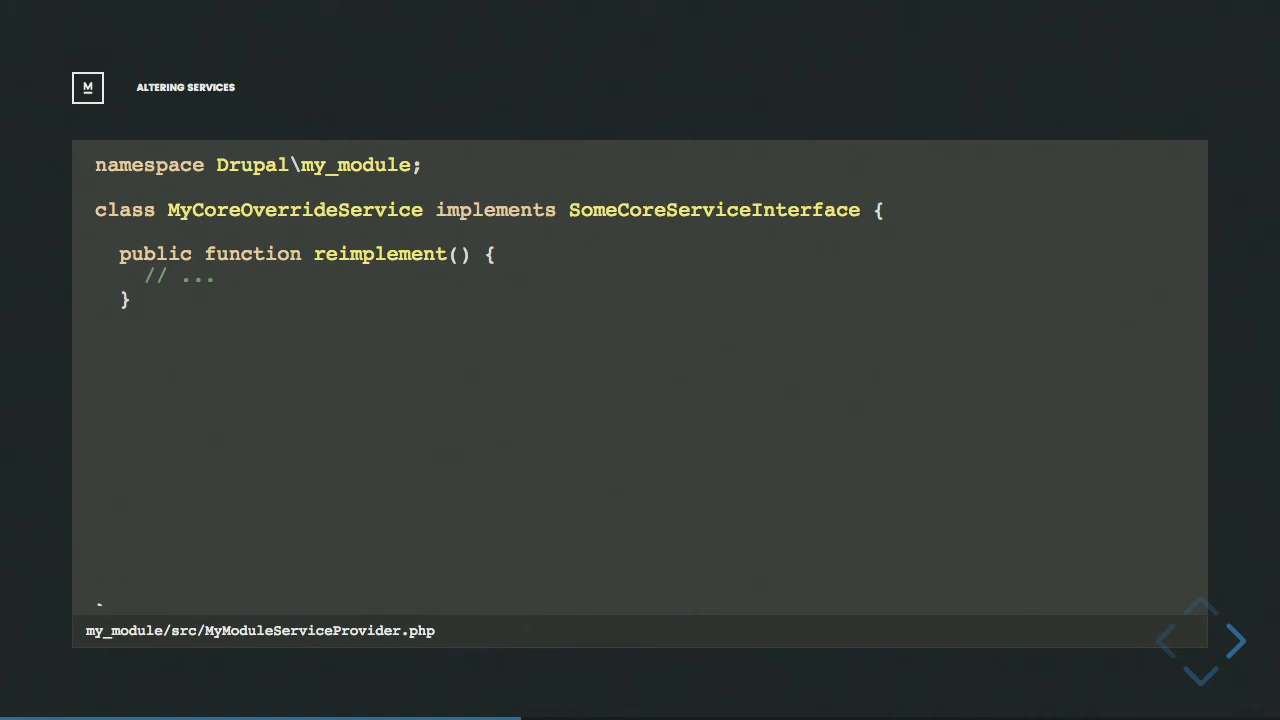 M
ALTERING SERVICES
namespace Drupal\my_module;
class MyCoreOverrideService implements SomeCoreServiceInterface {
public function reimplement() {
// ...
}
my_module/src/MyModuleServiceProvider.php